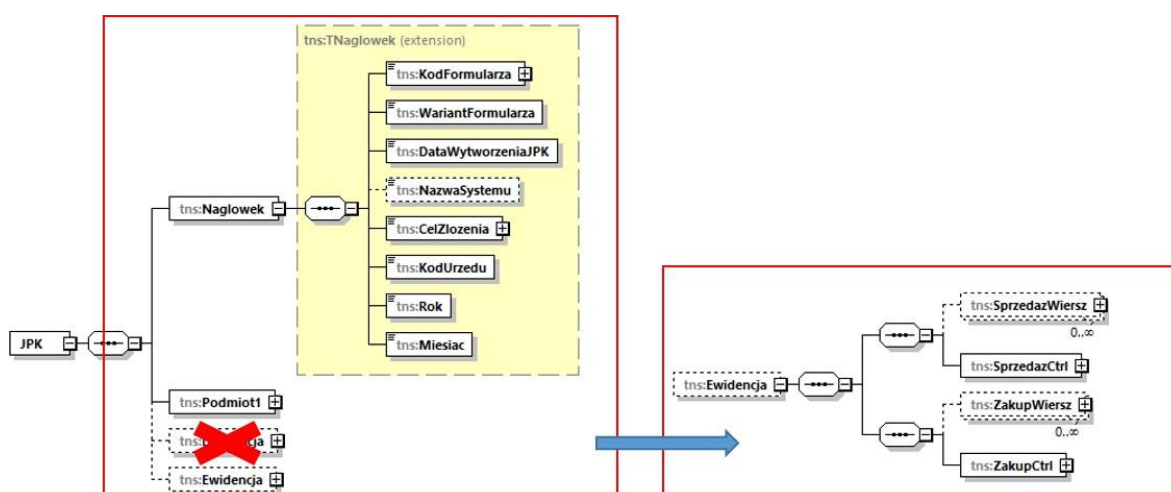 tns:TNaglowek (extension)
tns:KodFormularza
tns:WariantFormularza
tns:DataWytworzeniaJPK
tns:NazwaSystemu
tns:Naglowek
tns:CelZlozenia
tns:KodUrzedu
tns:Rok
JPK
tns:Miesiac
tns:Podmiot1
tns:
tns:Ewidencja
tns:Ewidencja
tns:SprzedazWiersz
0..∞
tns:SprzedazCtrl
tns:ZakupWiersz
0..∞
tns:ZakupCtrl